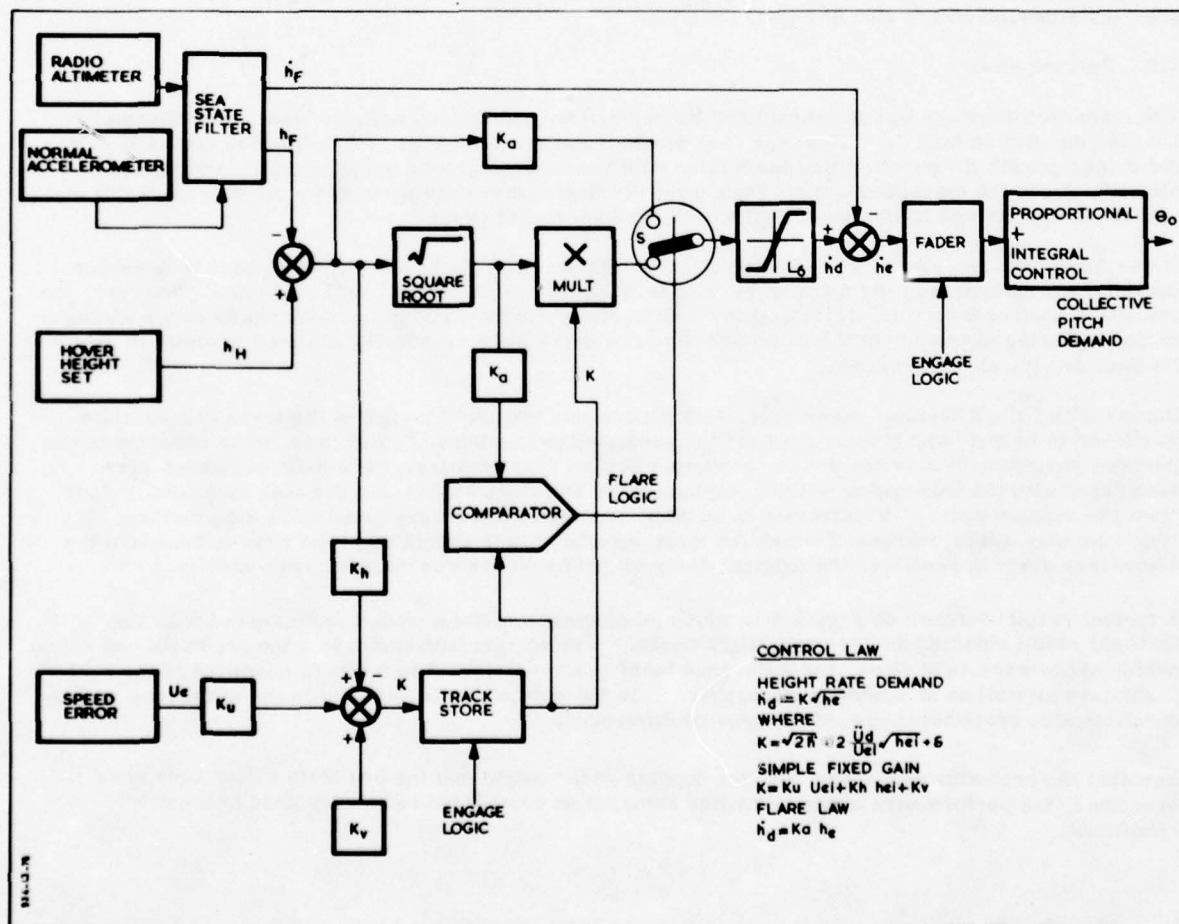 RADIO
ALTIMETER
NORMAL
ACCELEROMETER
SEA
STATE
FILTER
ḣF
hF
Ka
S
Lδ
+
ḣd
-
ḣe
FADER
PROPORTIONAL
+
INTEGRAL
CONTROL
Θo
COLLECTIVE
PITCH
DEMAND
ENGAGE
LOGIC
-
+
√
SQUARE
ROOT
×
MULT
K
HOVER
HEIGHT
SET
hH
Ka
COMPARATOR
FLARE
LOGIC
Kh
SPEED
ERROR
Ue
Ku
+
-
+
K
TRACK
STORE
ENGAGE
LOGIC
Kv
CONTROL LAW
HEIGHT RATE DEMAND
ḣd = K√he
WHERE
SIMPLE FIXED GAIN
K = Ku Uei + Kh hei + Kv
FLARE LAW
ḣd = Ka he